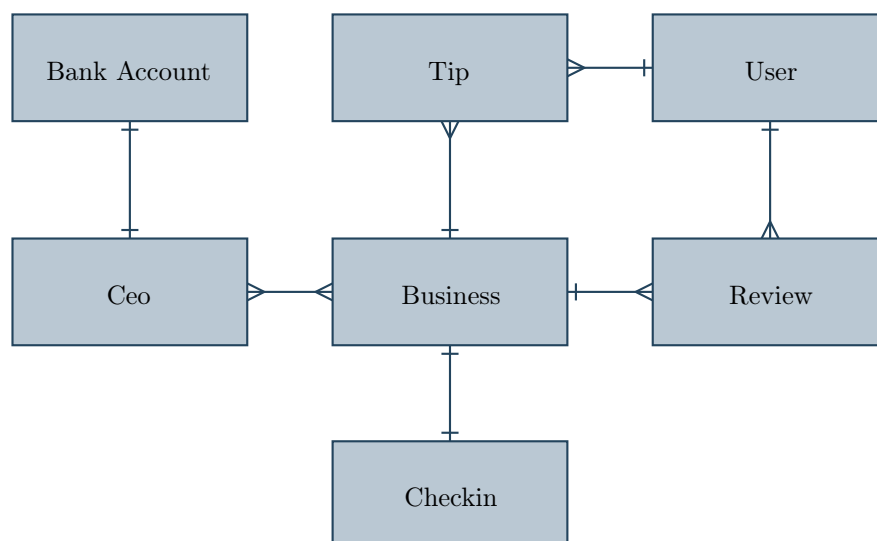 Bank Account
Tip
User
Ceo
Business
Review
Checkin